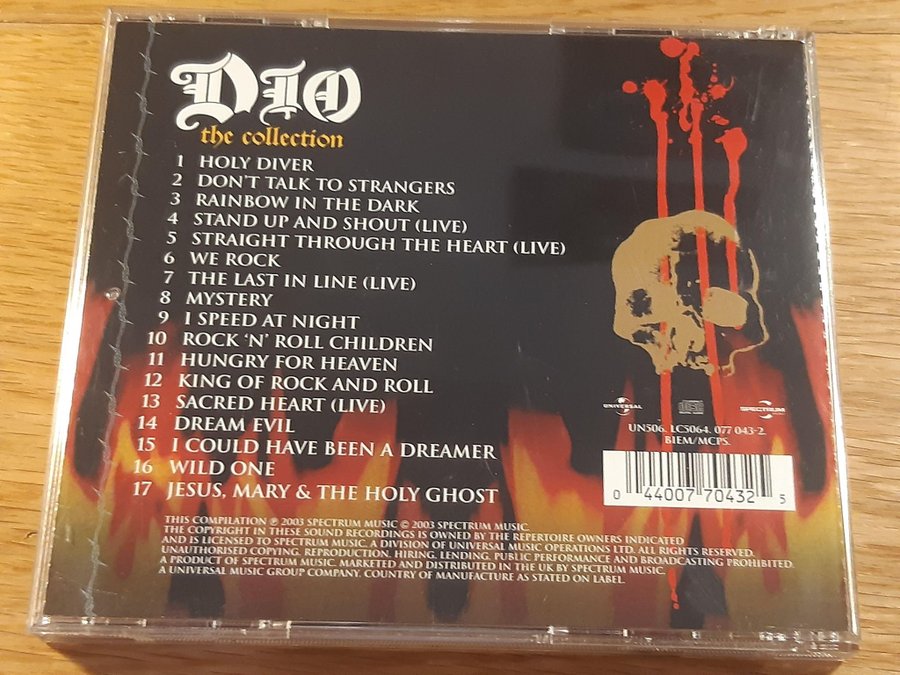 DIO
the collection
1 HOLY DIVER
2 DON'T TALK TO STRANGERS
3 RAINBOW IN THE DARK
4 STAND UP AND SHOUT (LIVE)
5 STRAIGHT THROUGH THE HEART (LIVE)
6 WE ROCK
7 THE LAST IN LINE (LIVE)
8 MYSTERY
9 I SPEED AT NIGHT
10 ROCK 'N' ROLL CHILDREN
11 HUNGRY FOR HEAVEN
12 KING OF ROCK AND ROLL
13 SACRED HEART (LIVE)
14 DREAM EVIL
15 I COULD HAVE BEEN A DREAMER
16 WILD ONE
17 JESUS, MARY & THE HOLY GHOST
UNIVERSAL
SPECTRUM
UN506. LC5064. 077 043-2.
BIEM/MCPS.
0 44007 70432 5
THIS COMPILATION ℗ 2003 SPECTRUM MUSIC © 2003 SPECTRUM MUSIC.
THE COPYRIGHT IN THESE SOUND RECORDINGS IS OWNED BY THE REPERTOIRE OWNERS INDICATED
AND IS LICENSED TO SPECTRUM MUSIC, A DIVISION OF UNIVERSAL MUSIC OPERATIONS LTD. ALL RIGHTS RESERVED.
UNAUTHORISED COPYING, REPRODUCTION, HIRING, LENDING, PUBLIC PERFORMANCE AND BROADCASTING PROHIBITED.
A PRODUCT OF SPECTRUM MUSIC. MARKETED AND DISTRIBUTED IN THE UK BY SPECTRUM MUSIC.
A UNIVERSAL MUSIC GROUP COMPANY. COUNTRY OF MANUFACTURE AS STATED ON LABEL.